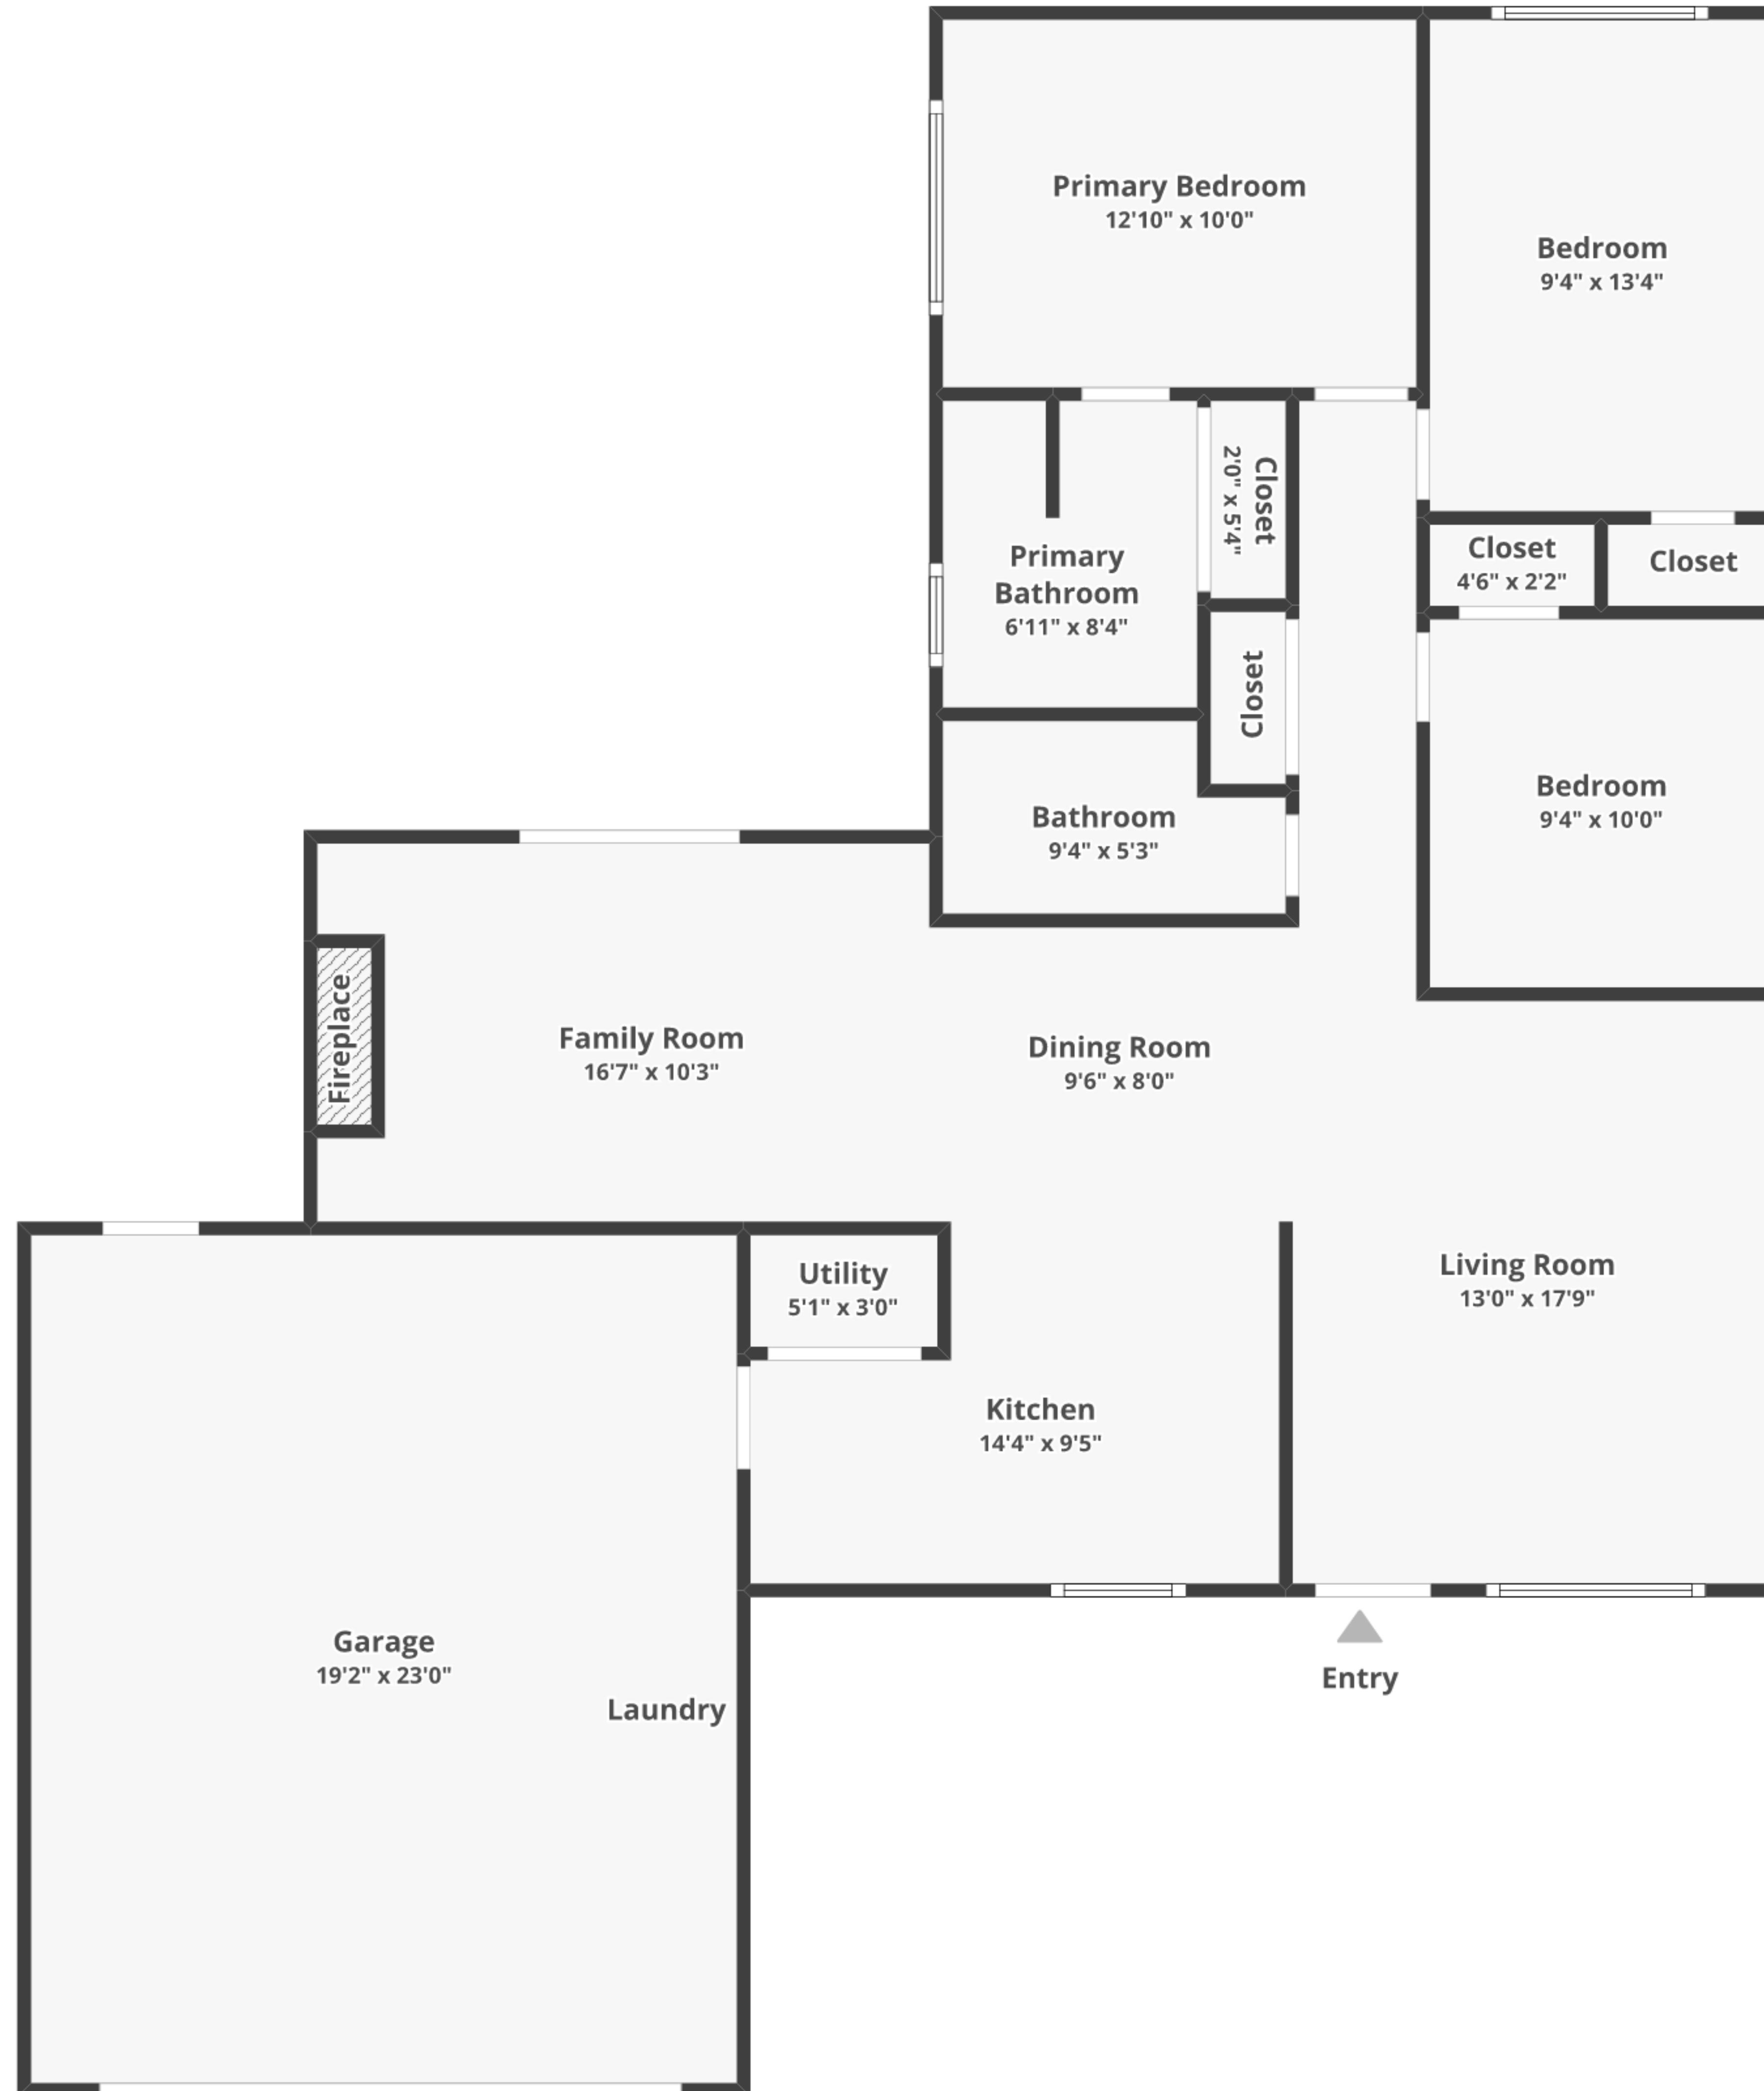 Primary Bedroom
12'10" x 10'0"
Bedroom
9'4" x 13'4"
Closet
2'0" x 5'4"
Primary
Bathroom
6'11" x 8'4"
Closet
4'6" x 2'2"
Closet
Closet
Bedroom
9'4" x 10'0"
Bathroom
9'4" x 5'3"
Fireplace
Family Room
16'7" x 10'3"
Dining Room
9'6" x 8'0"
Utility
5'1" x 3'0"
Living Room
13'0" x 17'9"
Kitchen
14'4" x 9'5"
Garage
19'2" x 23'0"
Laundry
Entry